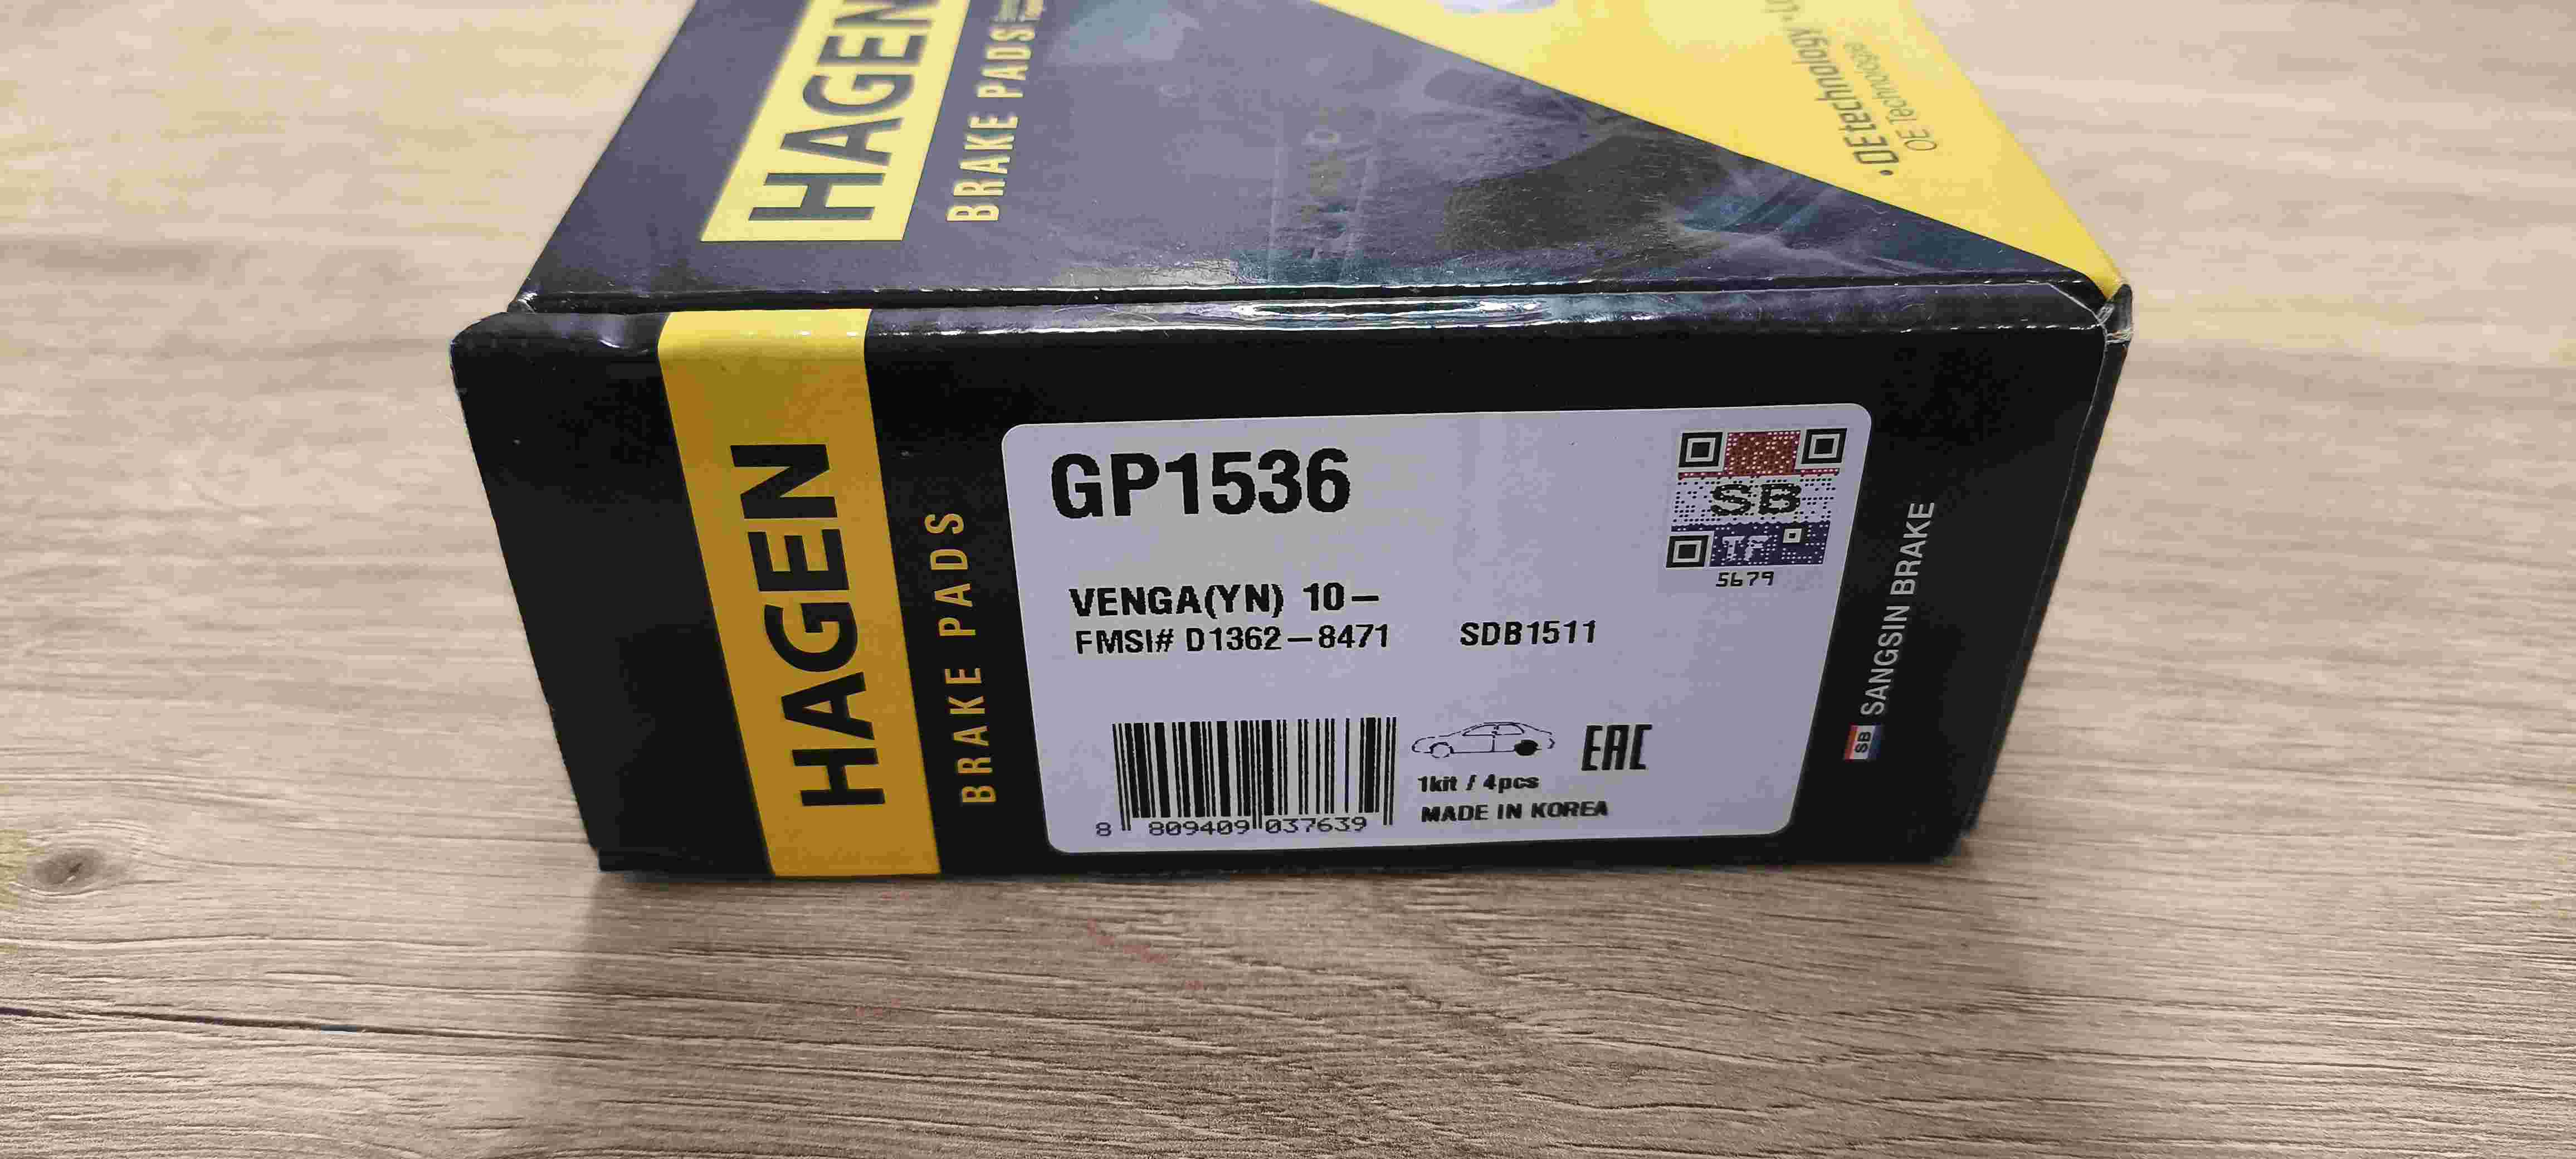 HAGEN
BRAKE PADS
• OE technology
OE Technologie
HAGEN
BRAKE PADS
GP1536
SB
TF
5679
VENGA(YN) 10-
FMSI# D1362-8471 SDB1511
8 809409 037639
1kit / 4pcs
EAC
MADE IN KOREA
SB SANGSIN BRAKE